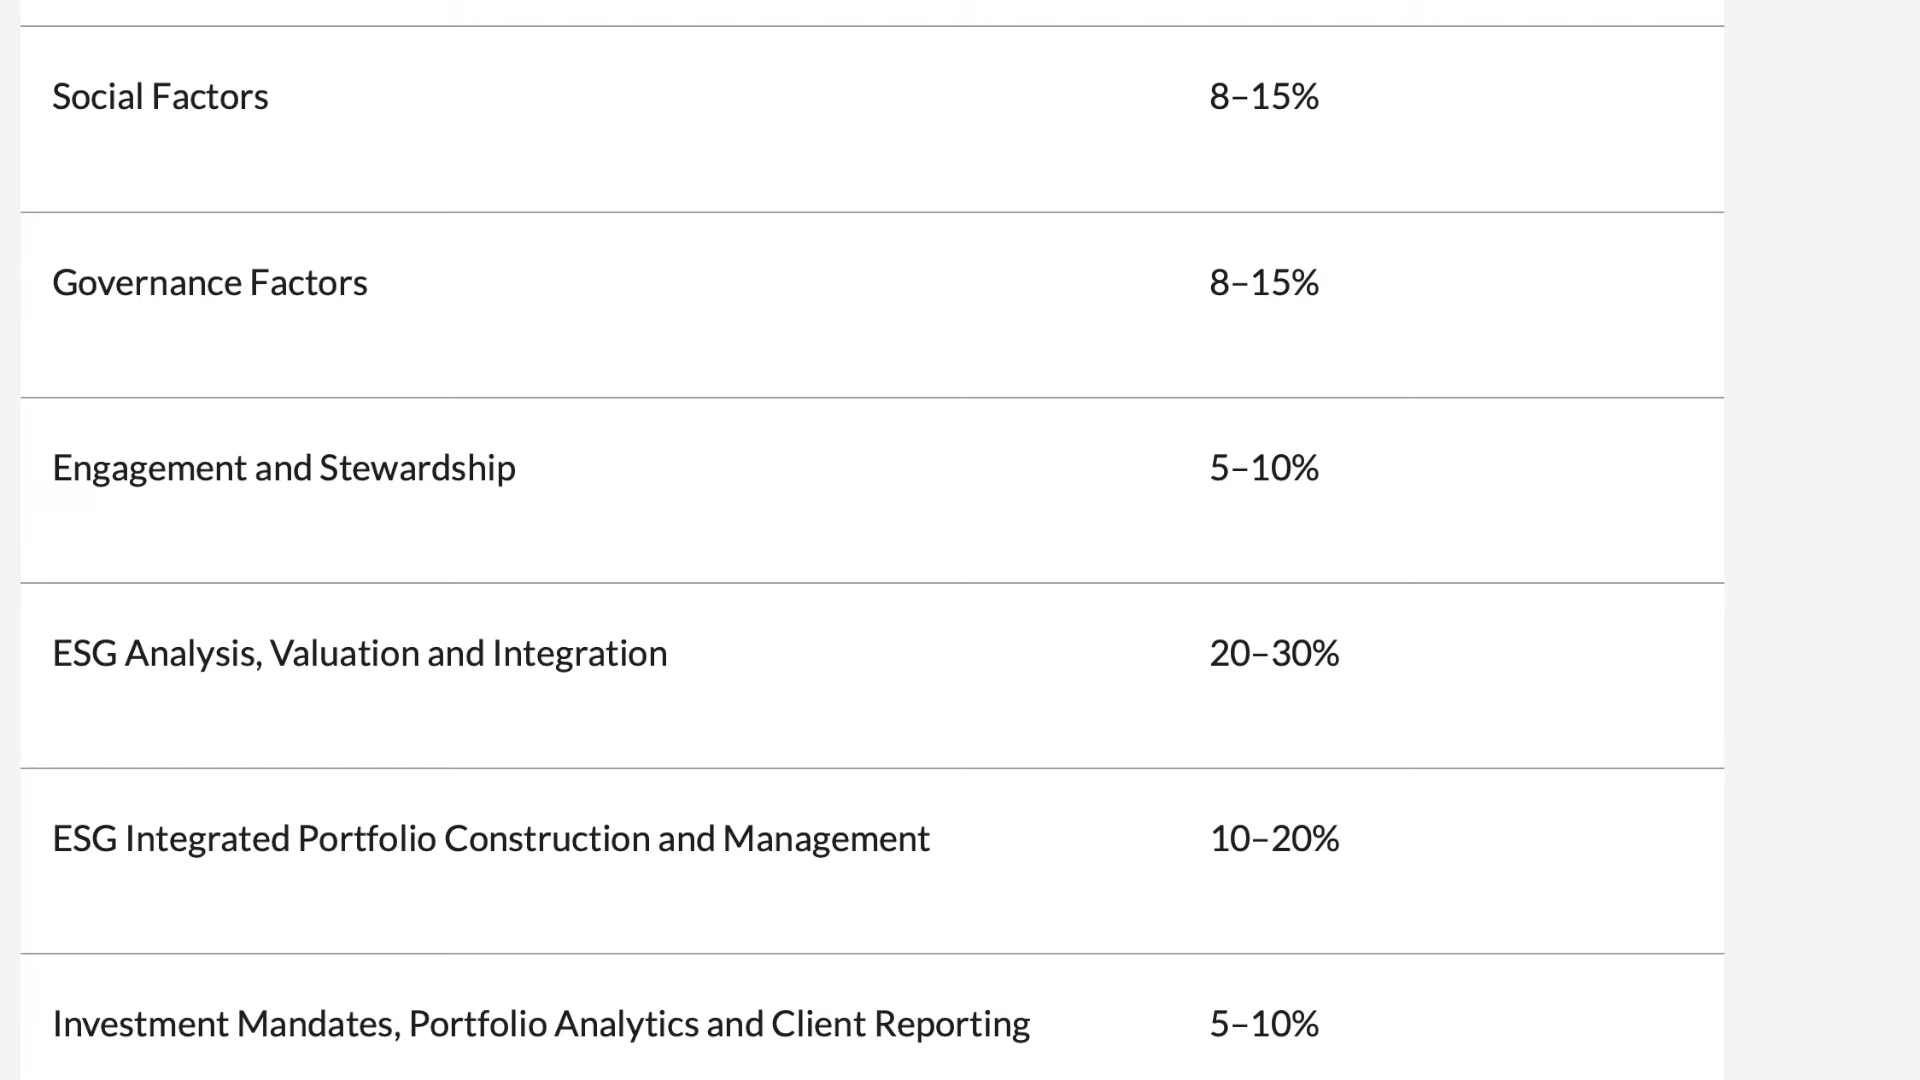 Social Factors 8–15%
Governance Factors 8–15%
Engagement and Stewardship 5–10%
ESG Analysis, Valuation and Integration 20–30%
ESG Integrated Portfolio Construction and Management 10–20%
Investment Mandates, Portfolio Analytics and Client Reporting 5–10%